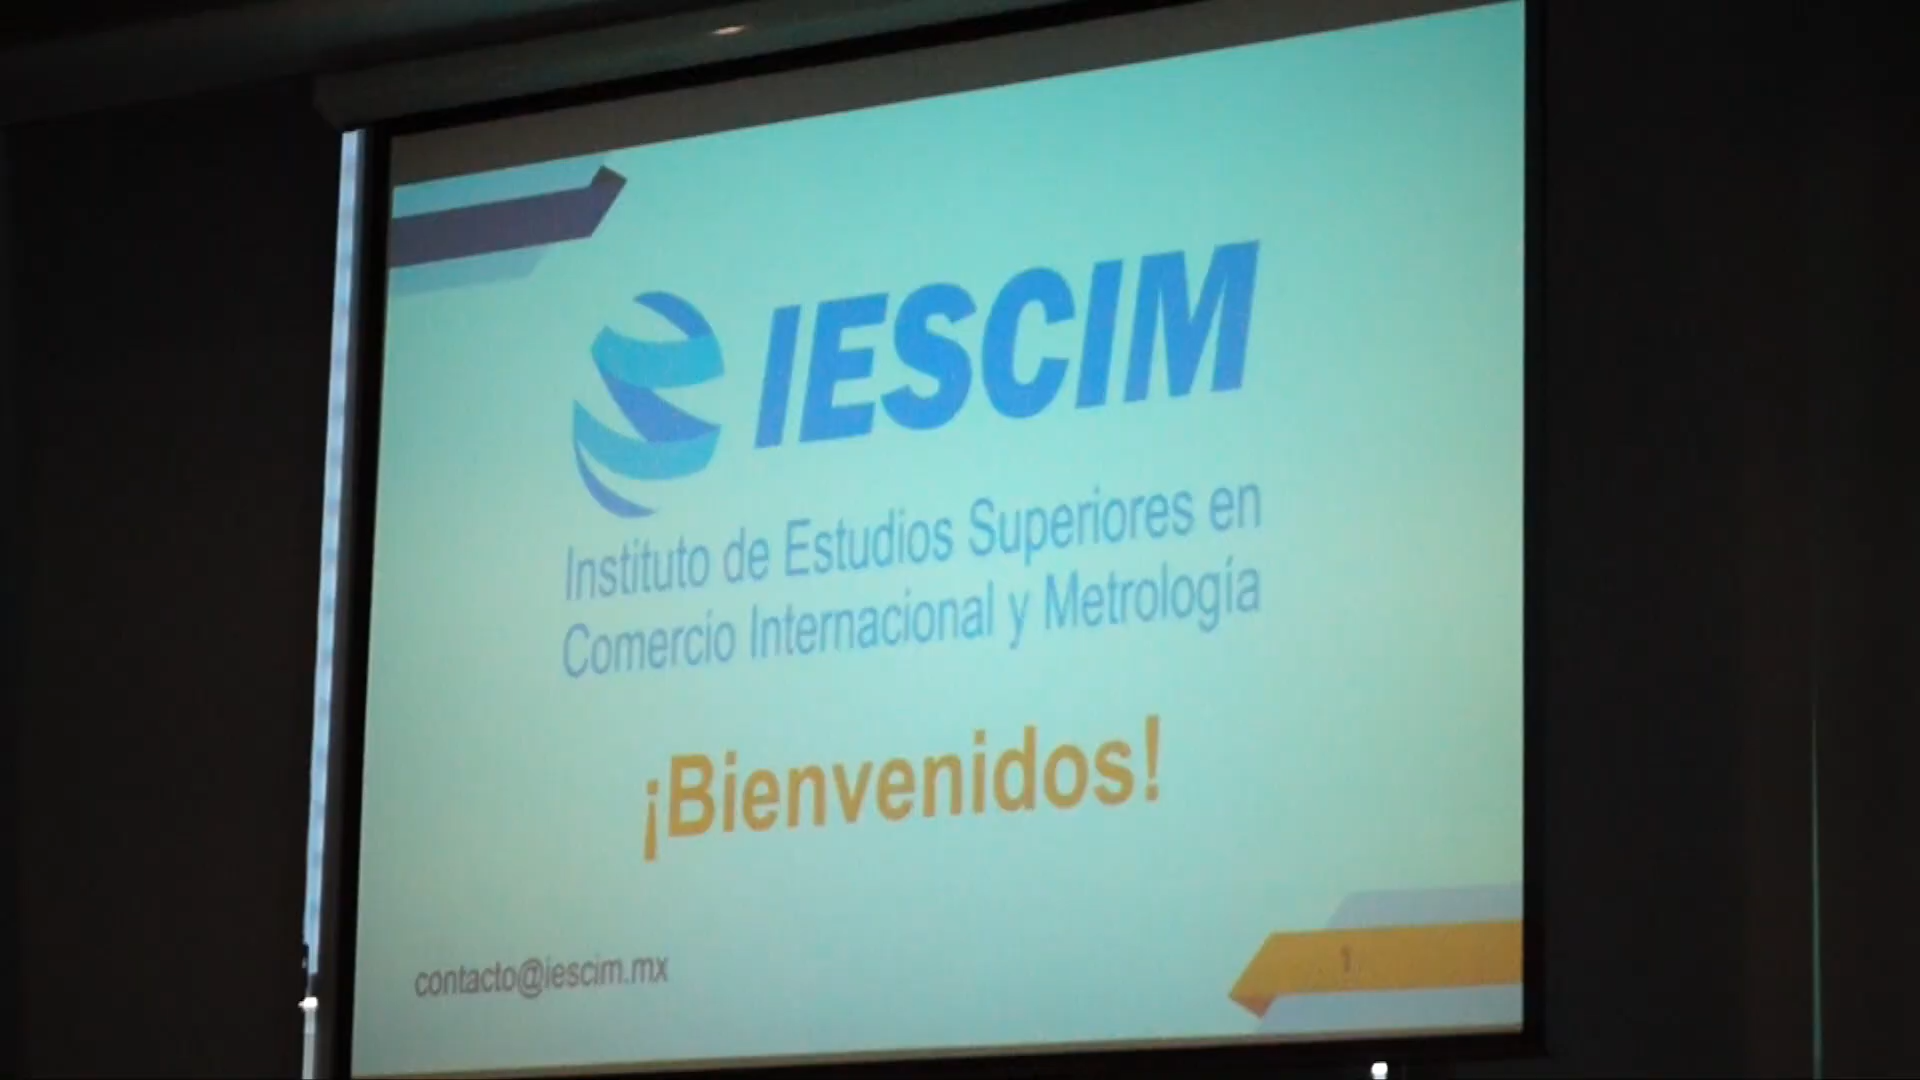 IESCIM
Instituto de Estudios Superiores en
Comercio Internacional y Metrología
¡Bienvenidos!
contacto@iescim.mx
1